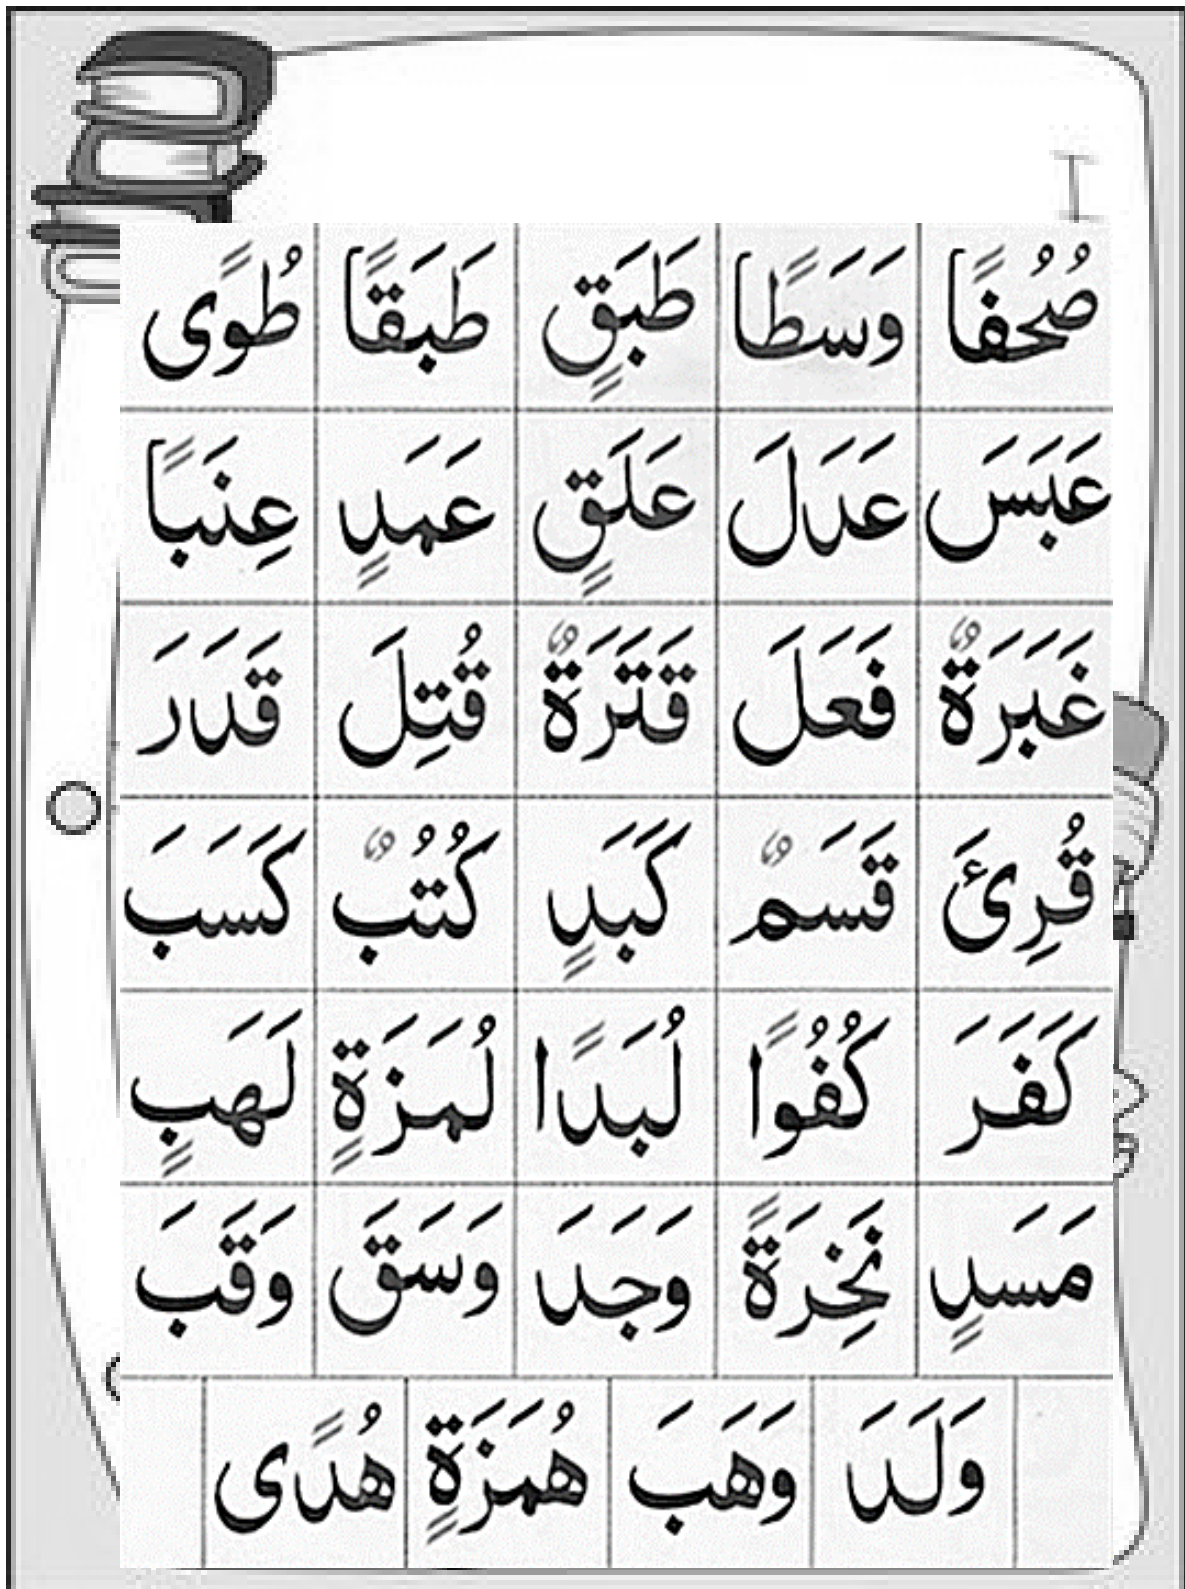 صُحُفًا وَسَطًا طَبَقٍ طَبَقًا طُوًى
عَبَسَ عَدَلَ عَلَقٍ عَمَدٍ عِنَبًا
غَبَرَةٌ فَعَلَ قَتَرَةٌ قُتِلَ قَدَرَ
قُرِئَ قَسَمٌ كَبَدٍ كُتُبٌ كَسَبَ
كَفَرَ كُفُوًا لُبَدًا لُمَزَةٍ لَهَبٍ
مَسَدٍ نَخِرَةً وَجَدَ وَسَقَ وَقَبَ
وَلَدَ وَهَبَ هُمَزَةٍ هُدًى